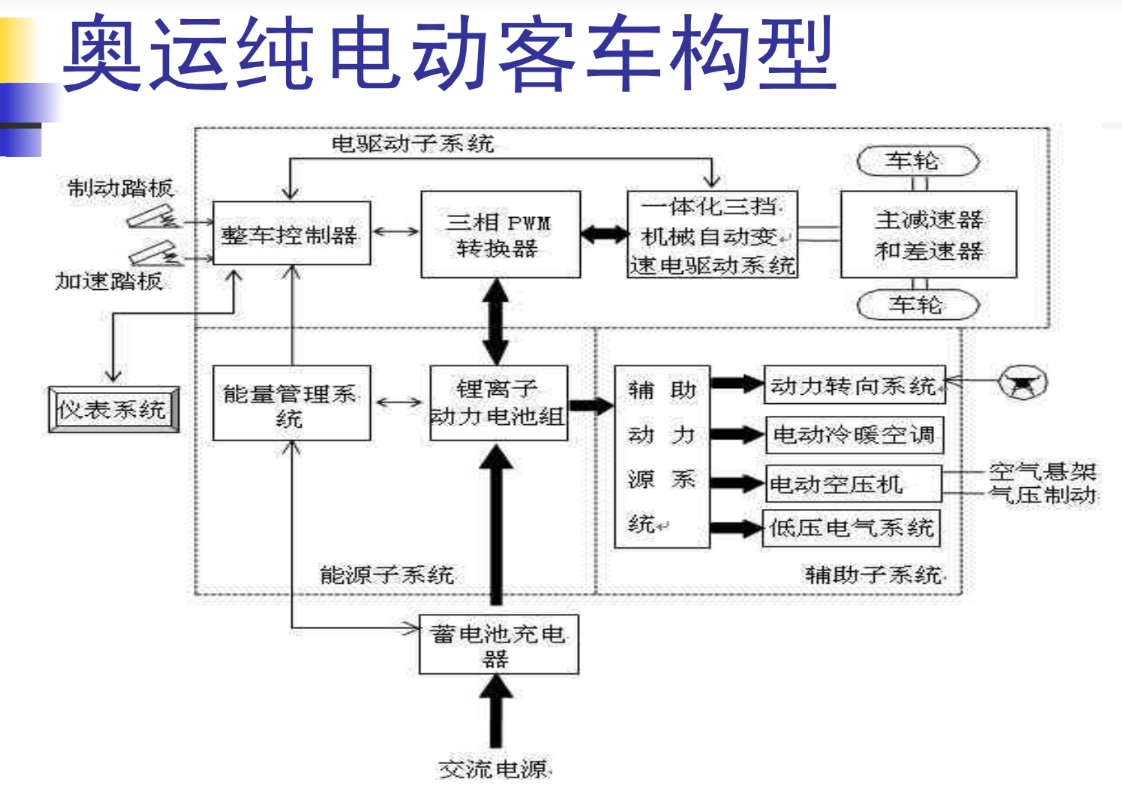 奥运纯电动客车构型
电驱动子系统
制动踏板
加速踏板
整车控制器
三相 PWM
转换器
一体化三挡
机械自动变
速电驱动系统
车轮
主减速器
和差速器
车轮
仪表系统
能量管理系
统
锂离子
动力电池组
辅 助
动 力
源 系
统
动力转向系统
电动冷暖空调
电动空压机
低压电气系统
空气悬架
气压制动
能源子系统
辅助子系统
蓄电池充电
器
交流电源